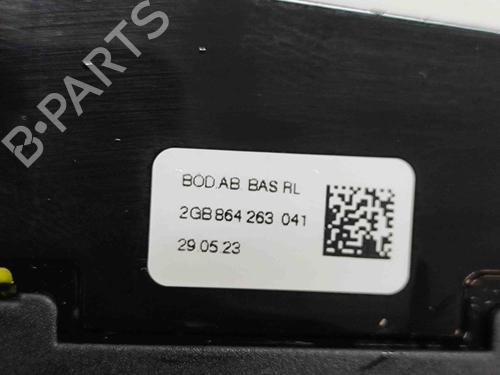 B-PARTS
BOD.AB BAS RL
2GB 864 263 041
29.05.23